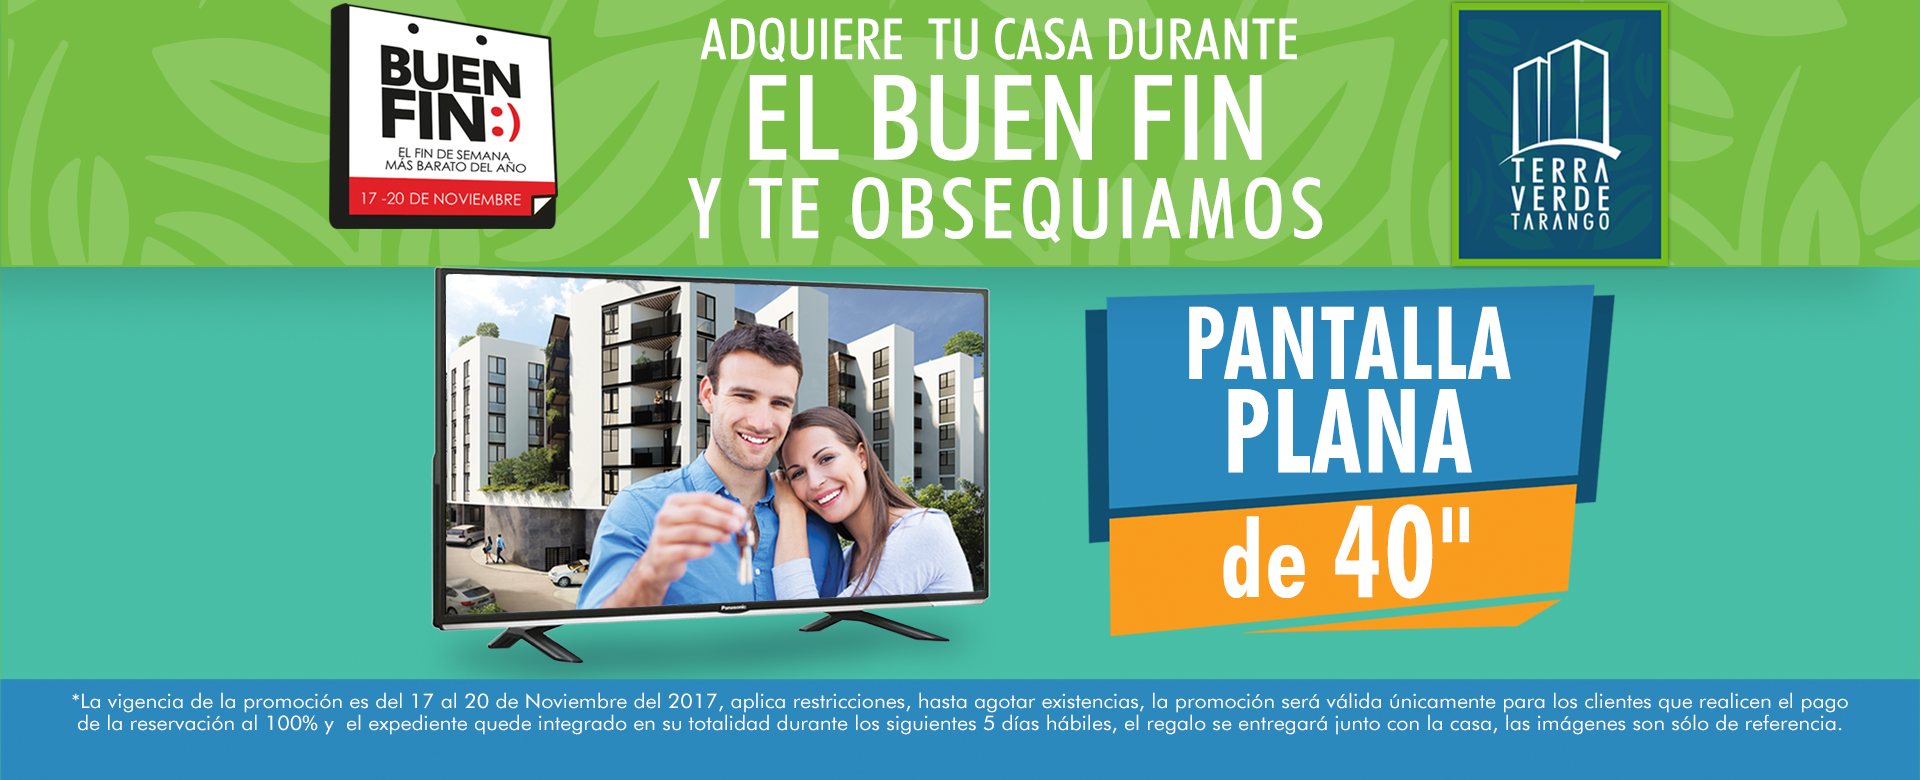 BUEN
FIN:)
EL FIN DE SEMANA
MÁS BARATO DEL AÑO
17 -20 DE NOVIEMBRE
ADQUIERE TU CASA DURANTE
EL BUEN FIN
Y TE OBSEQUIAMOS
TERRA
VERDE
TARANGO
Panasonic
PANTALLA
PLANA
de 40"
*La vigencia de la promoción es del 17 al 20 de Noviembre del 2017, aplica restricciones, hasta agotar existencias, la promoción será válida únicamente para los clientes que realicen el pago
de la reservación al 100% y el expediente quede integrado en su totalidad durante los siguientes 5 días hábiles, el regalo se entregará junto con la casa, las imágenes son sólo de referencia.